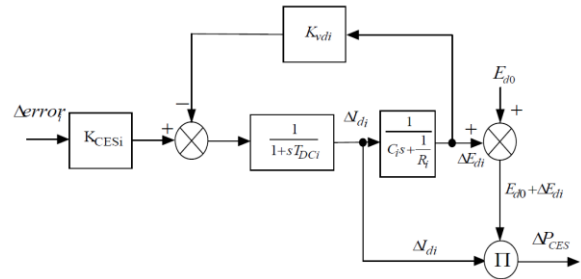 K_vdi
E_d0
−
+
Δerror_i
K_CESi
+
1
1+sT_DCi
ΔI_di
1
C_i s+ 1
R_i
+
ΔE_di
E_d0+ΔE_di
ΔI_di
Π
ΔP_CES